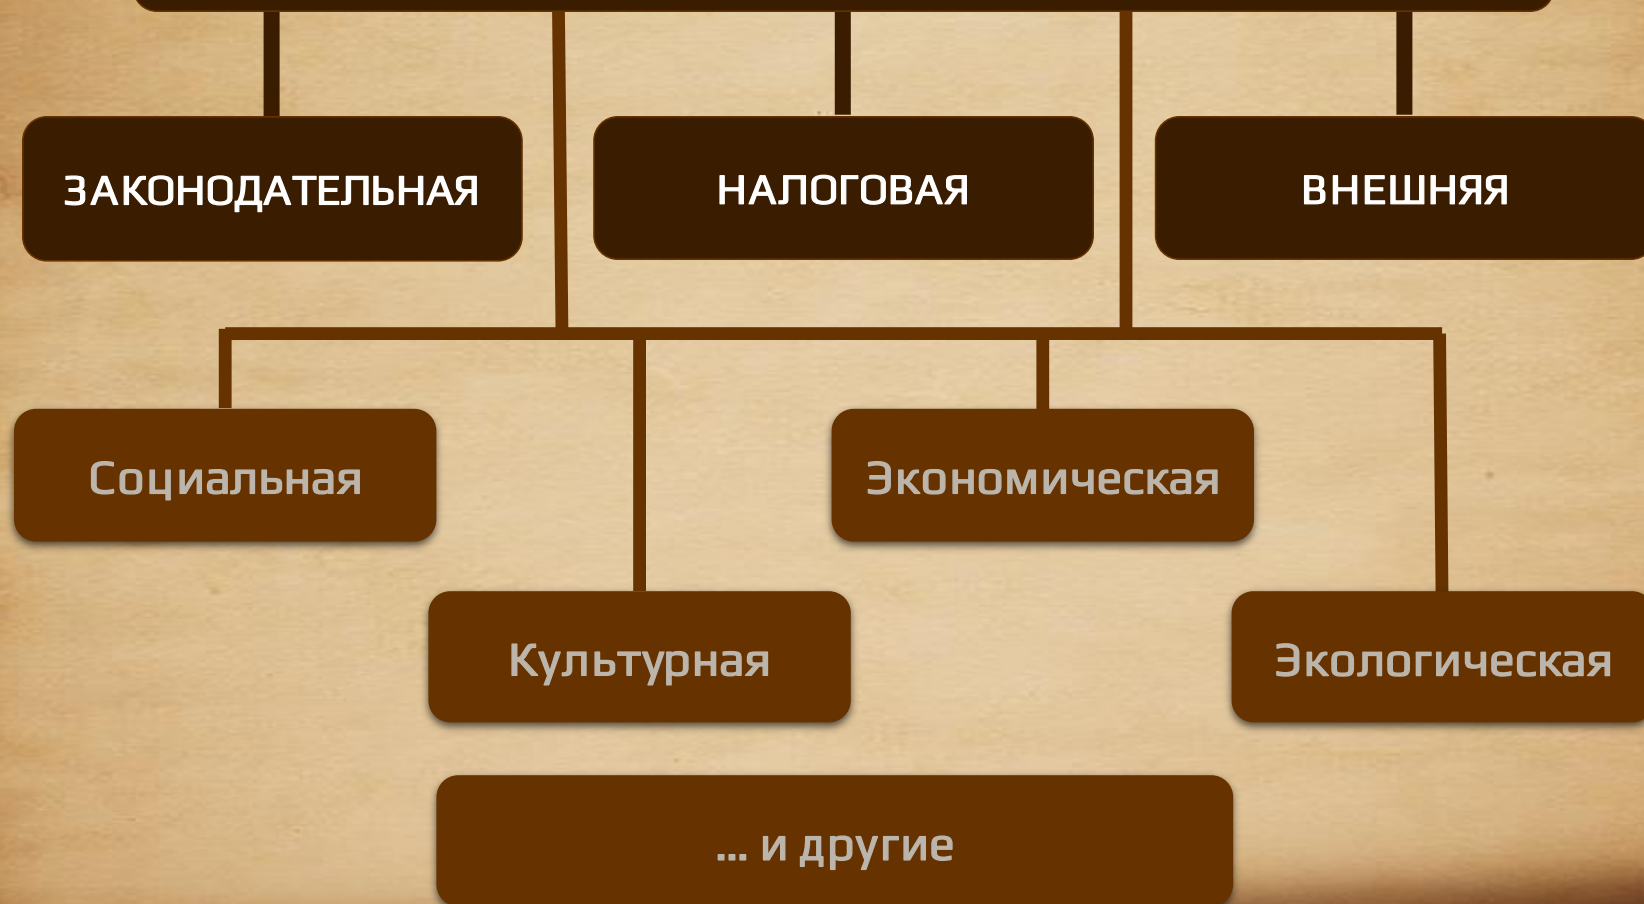 ЗАКОНОДАТЕЛЬНАЯ
НАЛОГОВАЯ
ВНЕШНЯЯ
Социальная
Экономическая
Культурная
Экологическая
... и другие